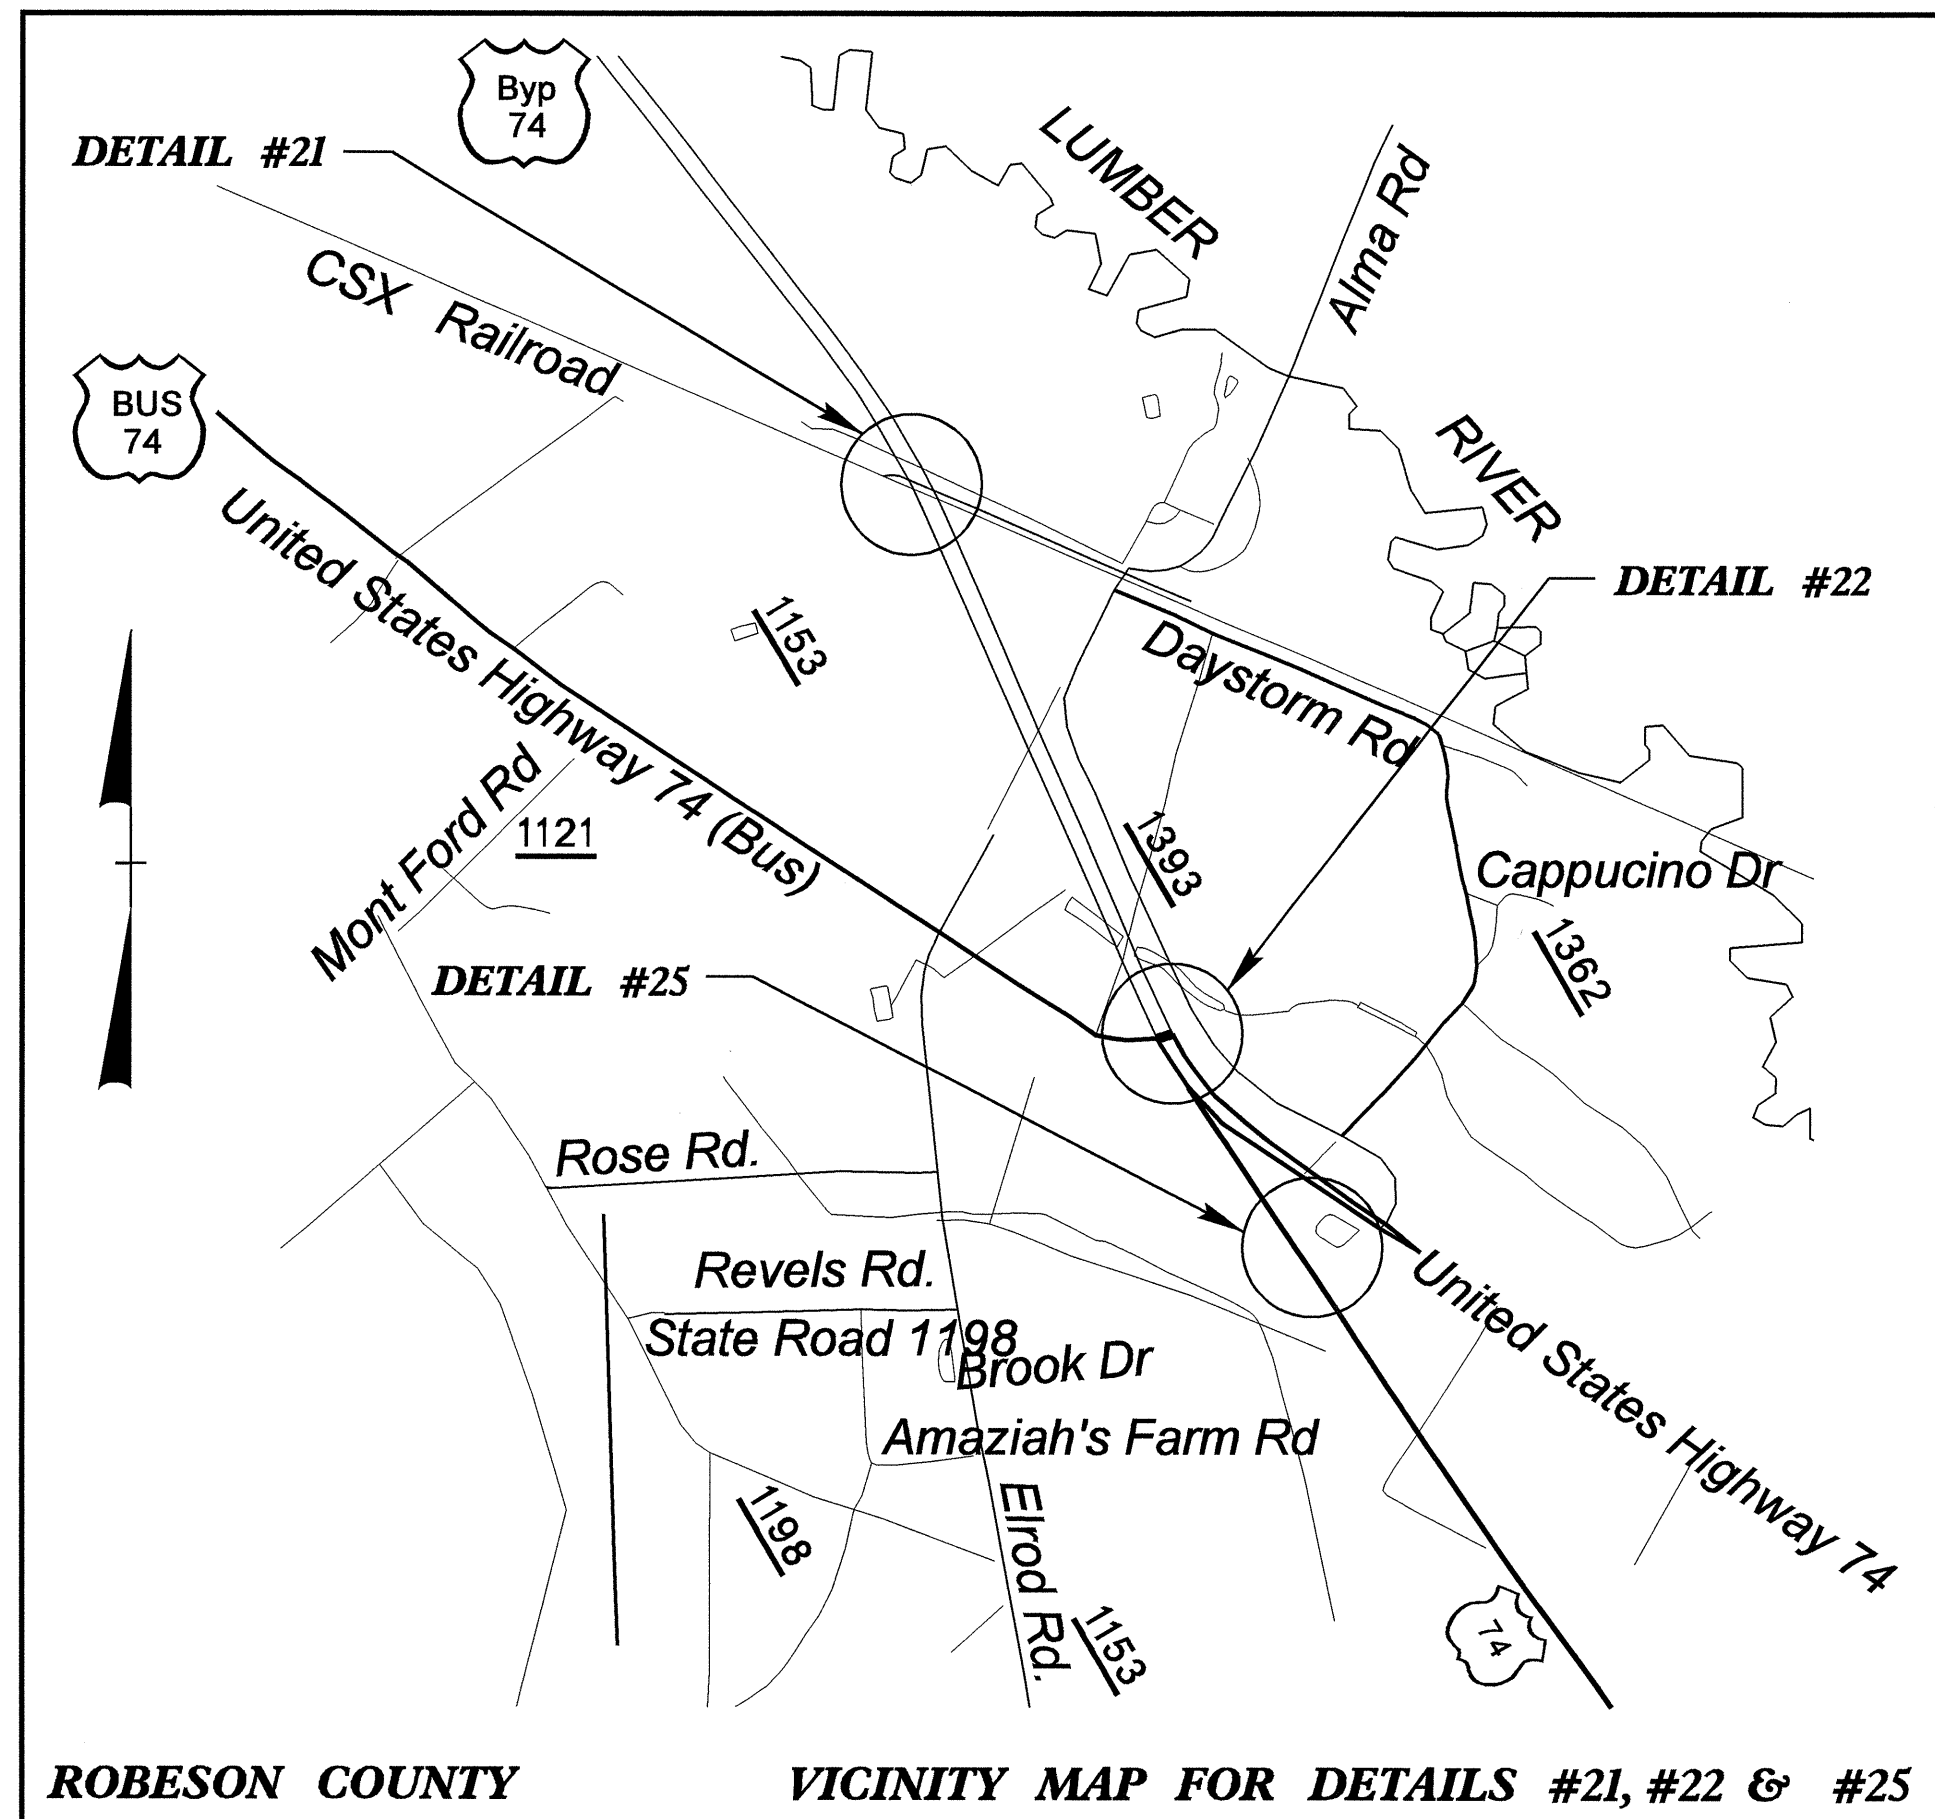 Byp
74
DETAIL #21
LUMBER
Alma Rd
CSX Railroad
BUS
74
RIVER
United States Highway 74 (Bus)
DETAIL #22
1153
Daystorm Rd
Mont Ford Rd
1121
1393
Cappucino Dr
1362
DETAIL #25
Rose Rd.
Revels Rd.
State Road 1198
Brook Dr
Amaziah's Farm Rd
United States Highway 74
1198
Elrod Rd.
1153
74
ROBESON COUNTY
VICINITY MAP FOR DETAILS #21, #22 & #25